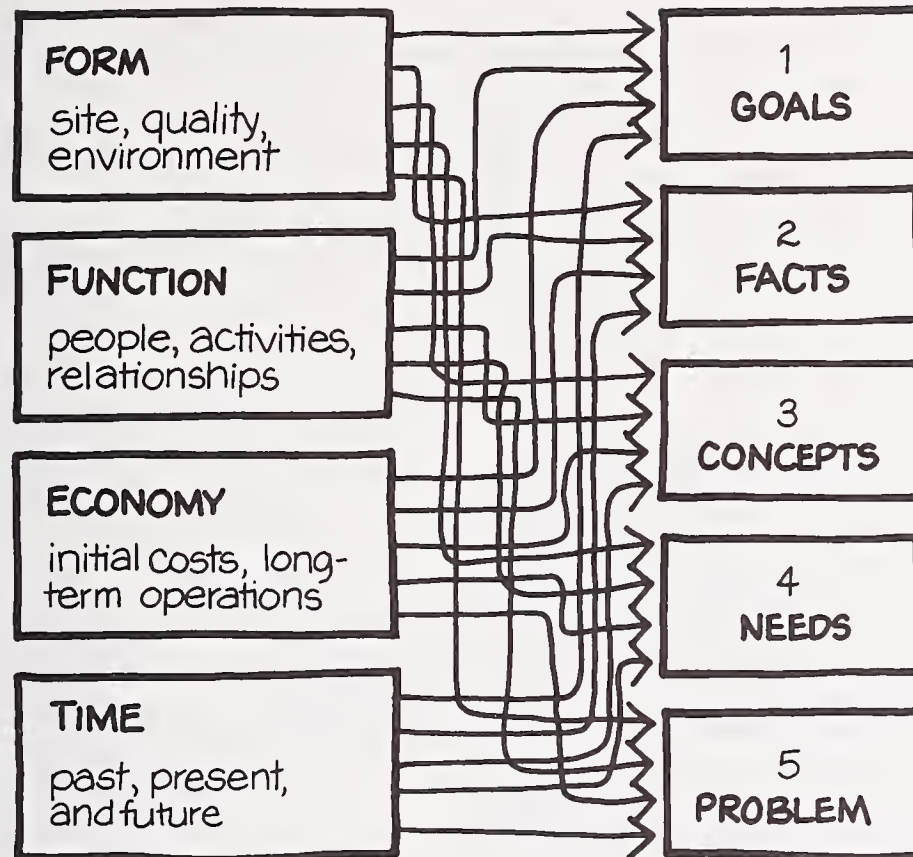 FORM
site, quality,
environment
FUNCTION
people, activities,
relationships
ECONOMY
initial costs, long-
term operations
TIME
past, present,
and future
1
GOALS
2
FACTS
3
CONCEPTS
4
NEEDS
5
PROBLEM